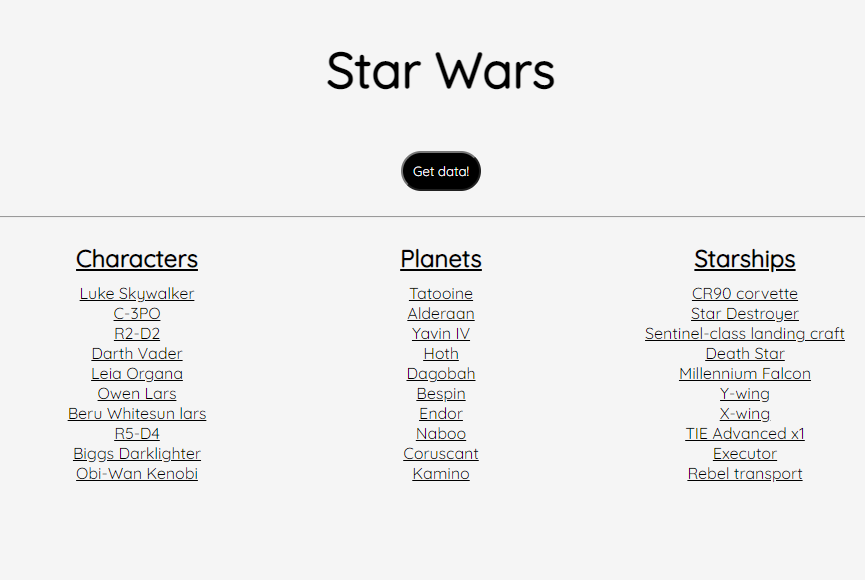 Star Wars
Get data!
Characters
Luke Skywalker
C-3PO
R2-D2
Darth Vader
Leia Organa
Owen Lars
Beru Whitesun lars
R5-D4
Biggs Darklighter
Obi-Wan Kenobi
Planets
Tatooine
Alderaan
Yavin IV
Hoth
Dagobah
Bespin
Endor
Naboo
Coruscant
Kamino
Starships
CR90 corvette
Star Destroyer
Sentinel-class landing craft
Death Star
Millennium Falcon
Y-wing
X-wing
TIE Advanced x1
Executor
Rebel transport